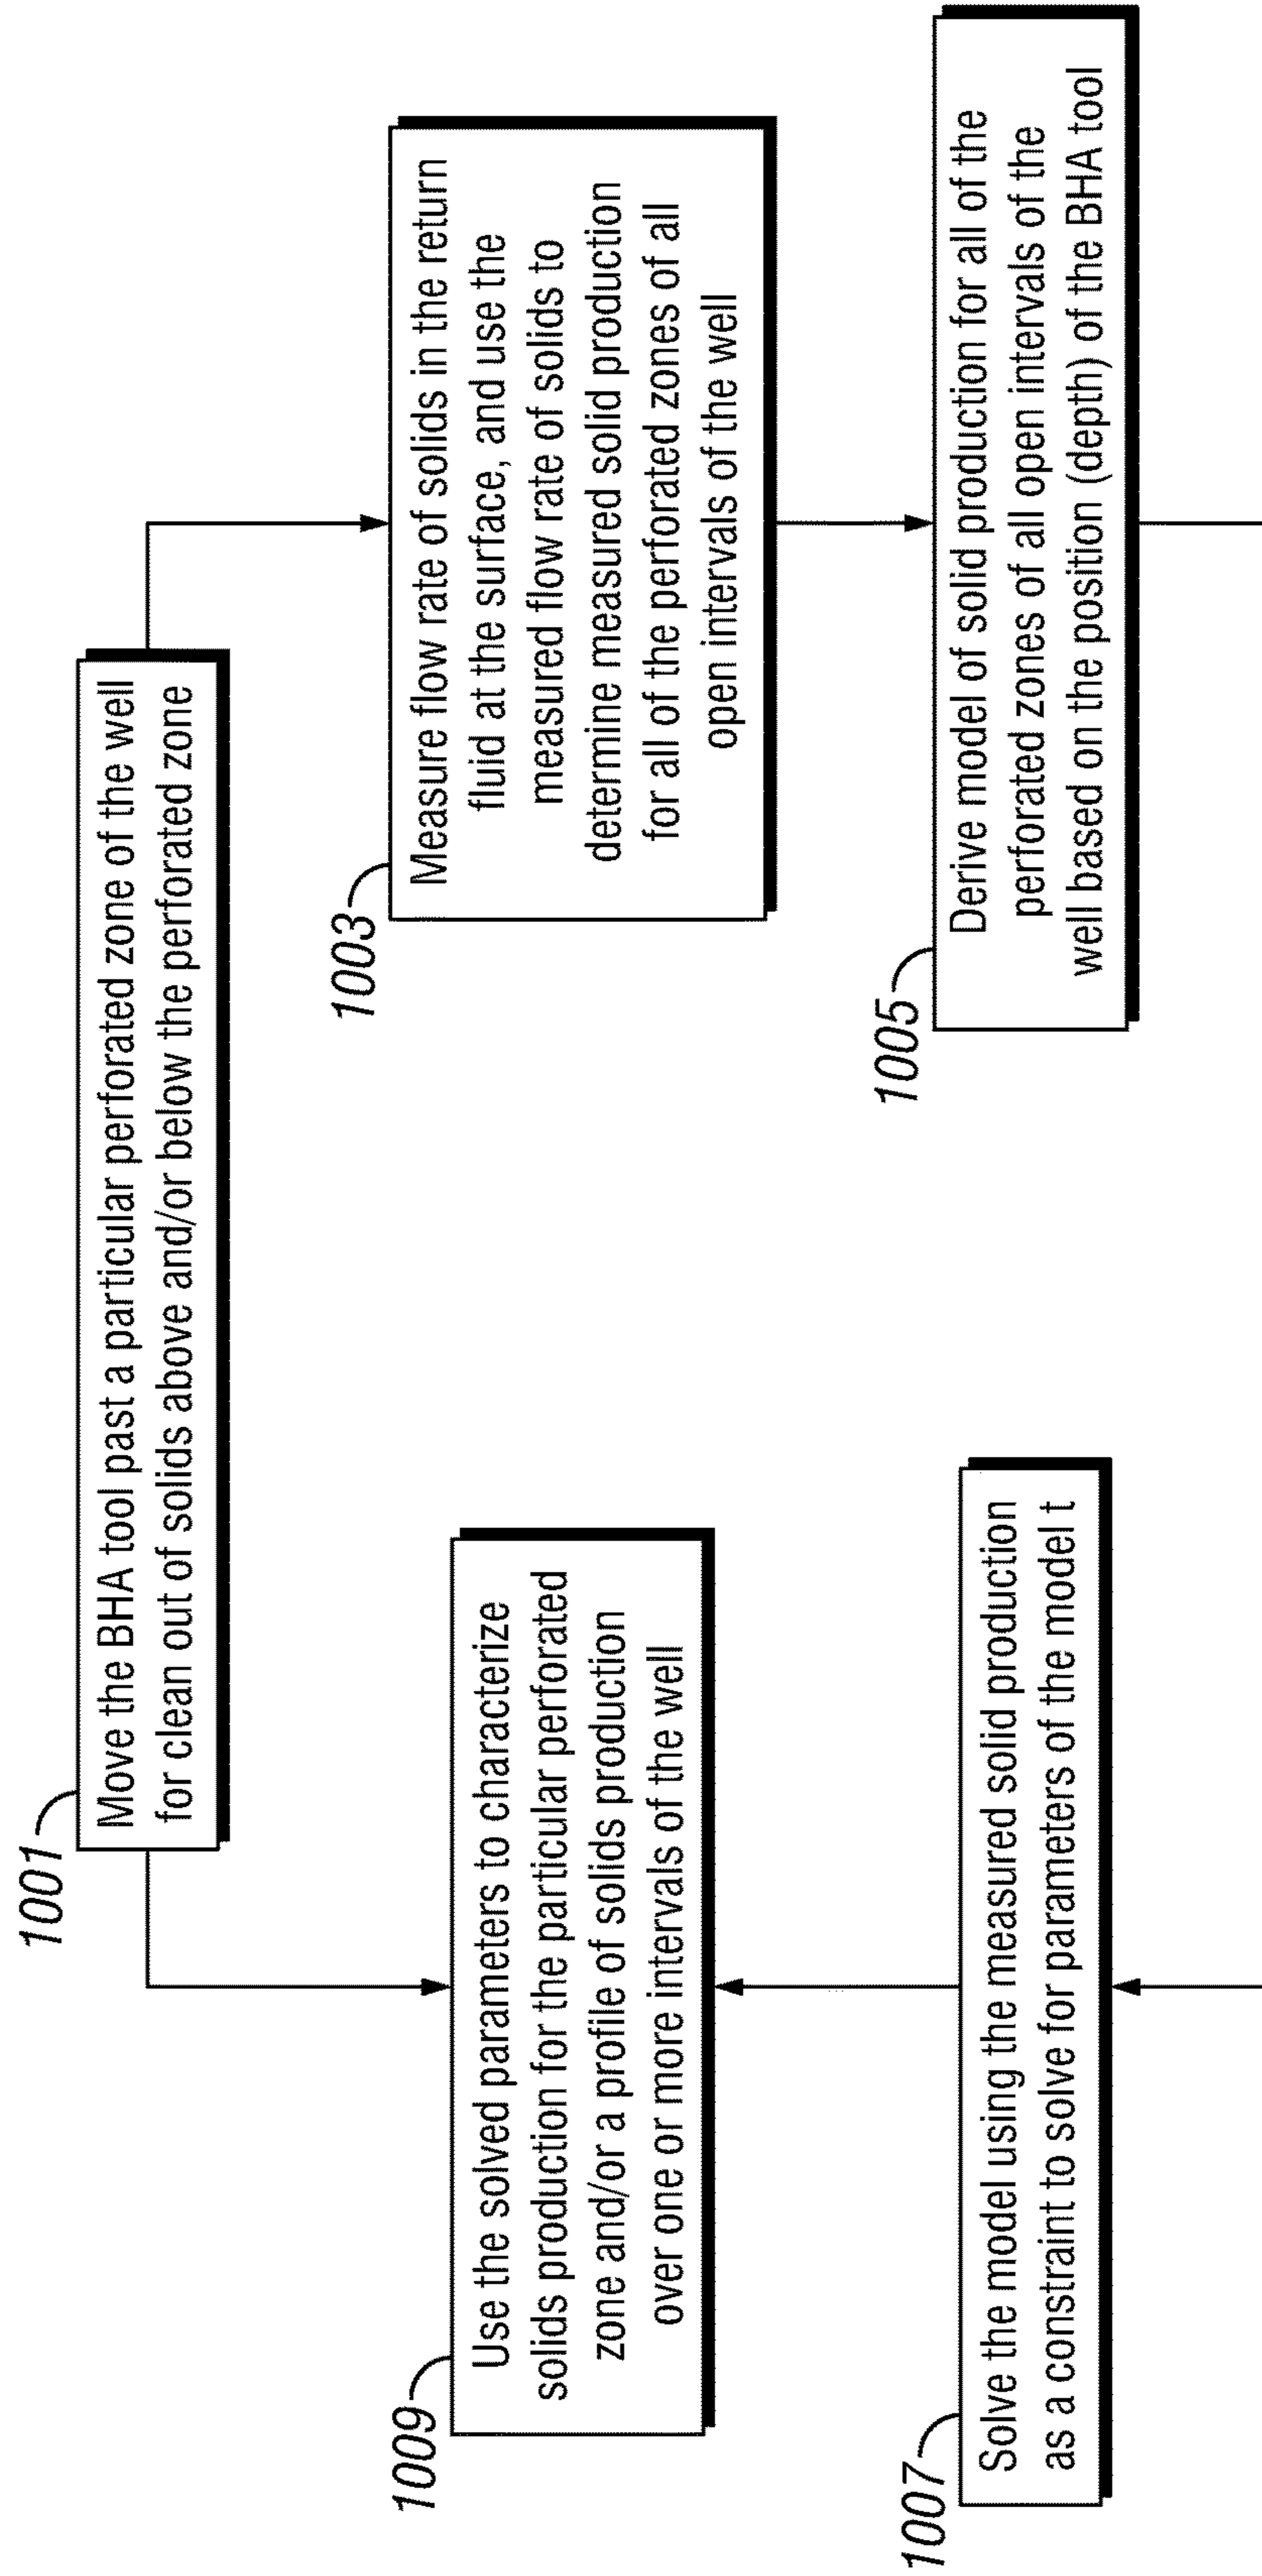 1001
Move the BHA tool past a particular perforated zone of the well
for clean out of solids above and/or below the perforated zone
1003
Measure flow rate of solids in the return
fluid at the surface, and use the
measured flow rate of solids to
determine measured solid production
for all of the perforated zones of all
open intervals of the well
1005
Derive model of solid production for all of the
perforated zones of all open intervals of the
well based on the position (depth) of the BHA tool
1007
Solve the model using the measured solid production
as a constraint to solve for parameters of the model t
1009
Use the solved parameters to characterize
solids production for the particular perforated
zone and/or a profile of solids production
over one or more intervals of the well